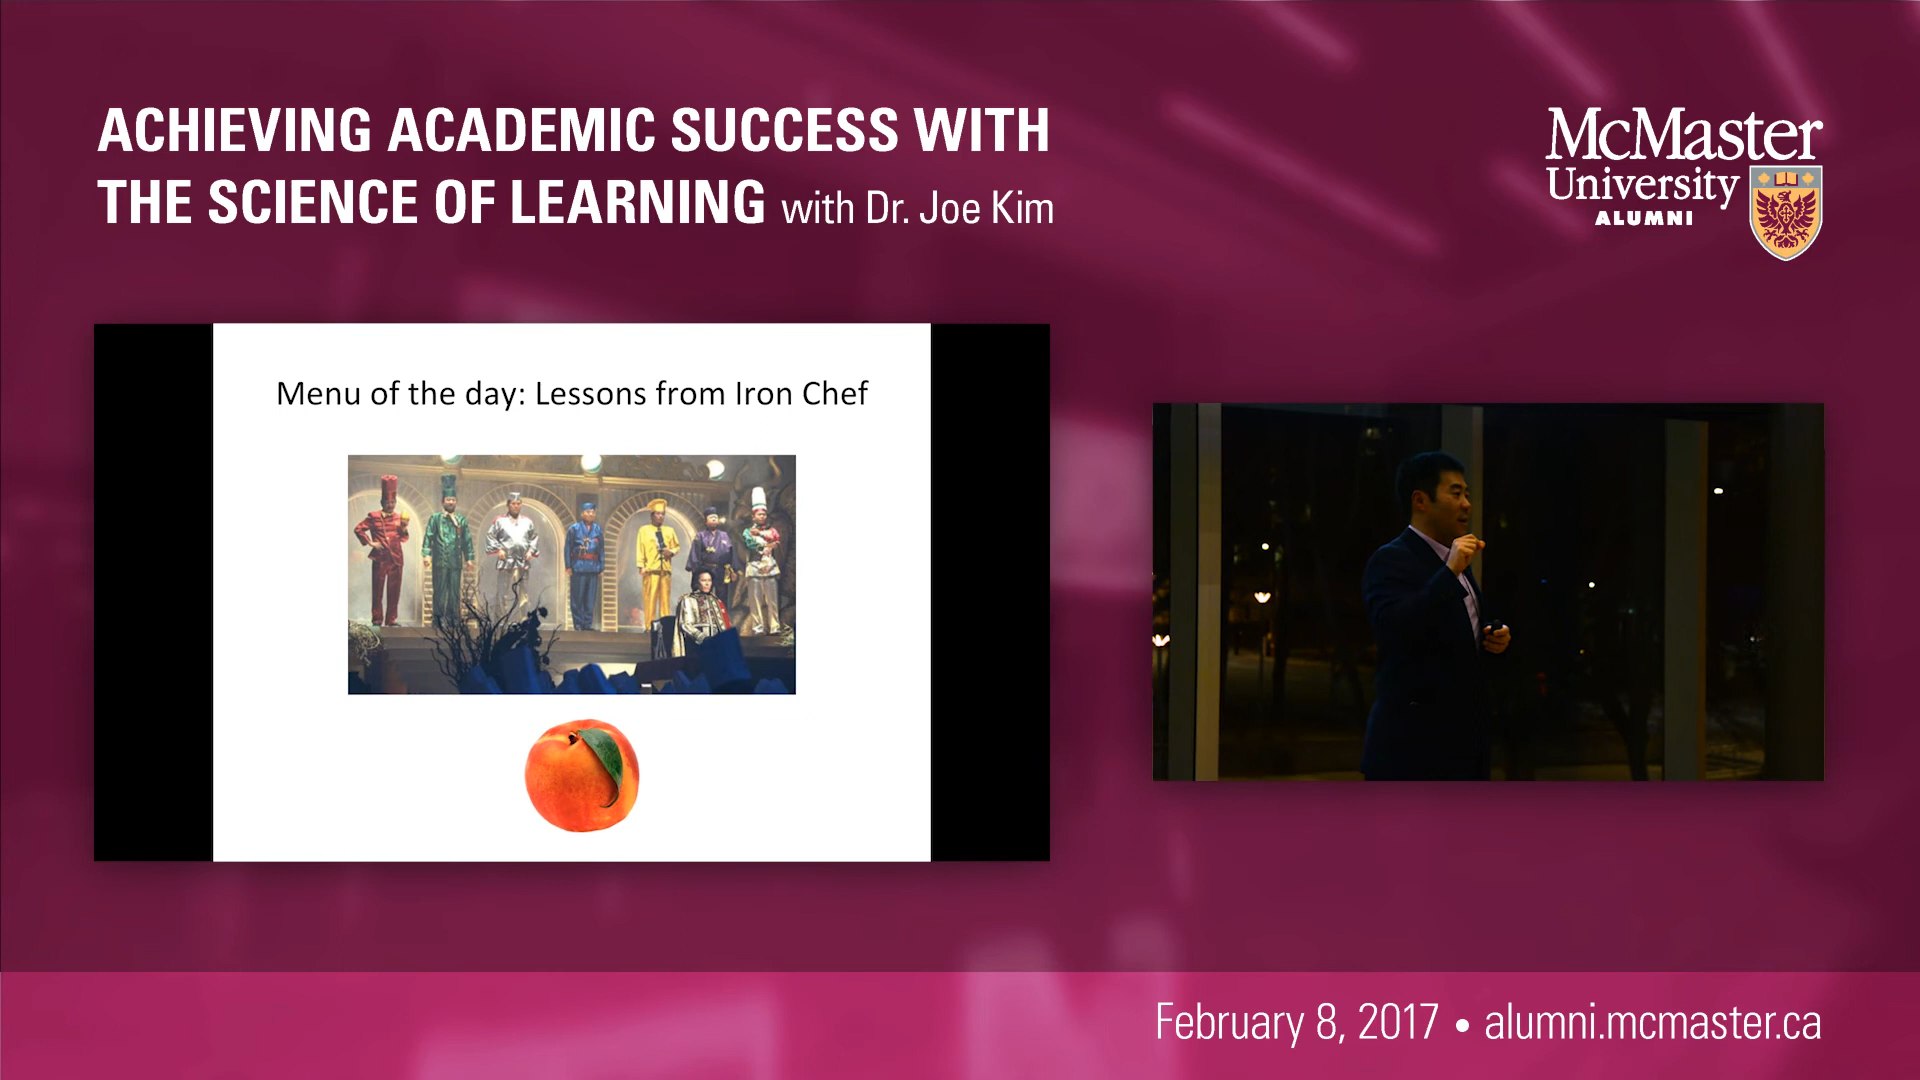 ACHIEVING ACADEMIC SUCCESS WITH
THE SCIENCE OF LEARNING with Dr. Joe Kim
McMaster
University
ALUMNI
Menu of the day: Lessons from Iron Chef
February 8, 2017 • alumni.mcmaster.ca